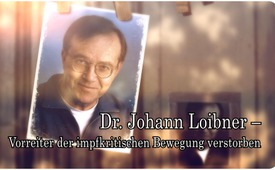 Dr. Johann Loibner –
Vorreiter der impfkritischen Bewegung verstorben